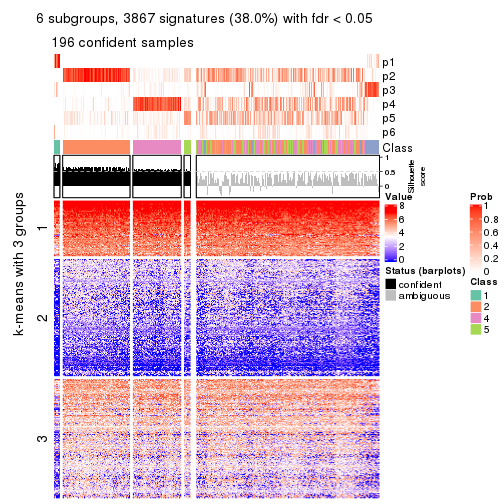 6 subgroups, 3867 signatures (38.0%) with fdr < 0.05
196 confident samples
p1
p2
p3
p4
p5
p6
Class
1
0.5
0
Silhouette
score
k-means with 3 groups
1
2
3
Value
8
6
4
2
0
Status (barplots)
confident
ambiguous
Prob
1
0.8
0.6
0.4
0.2
0
Class
1
2
4
5